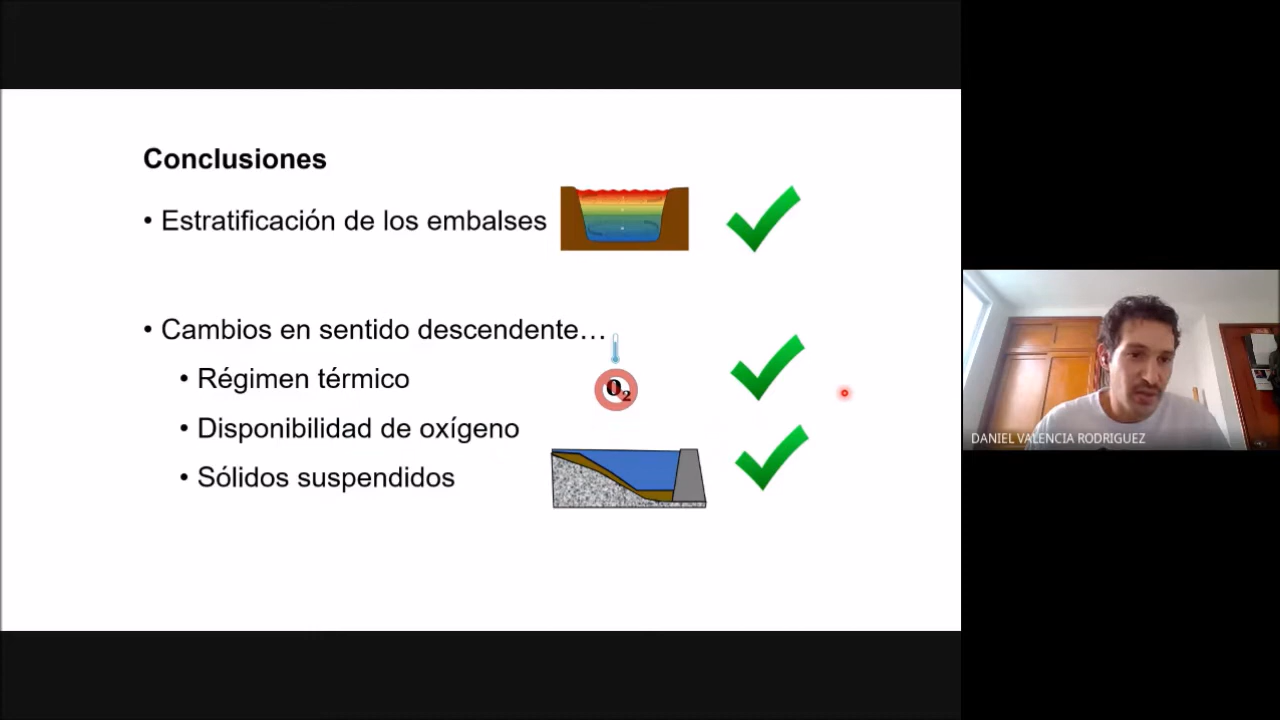 Conclusiones
• Estratificación de los embalses
• Cambios en sentido descendente…
• Régimen térmico
O₂
• Disponibilidad de oxígeno
• Sólidos suspendidos
DANIEL VALENCIA RODRIGUEZ